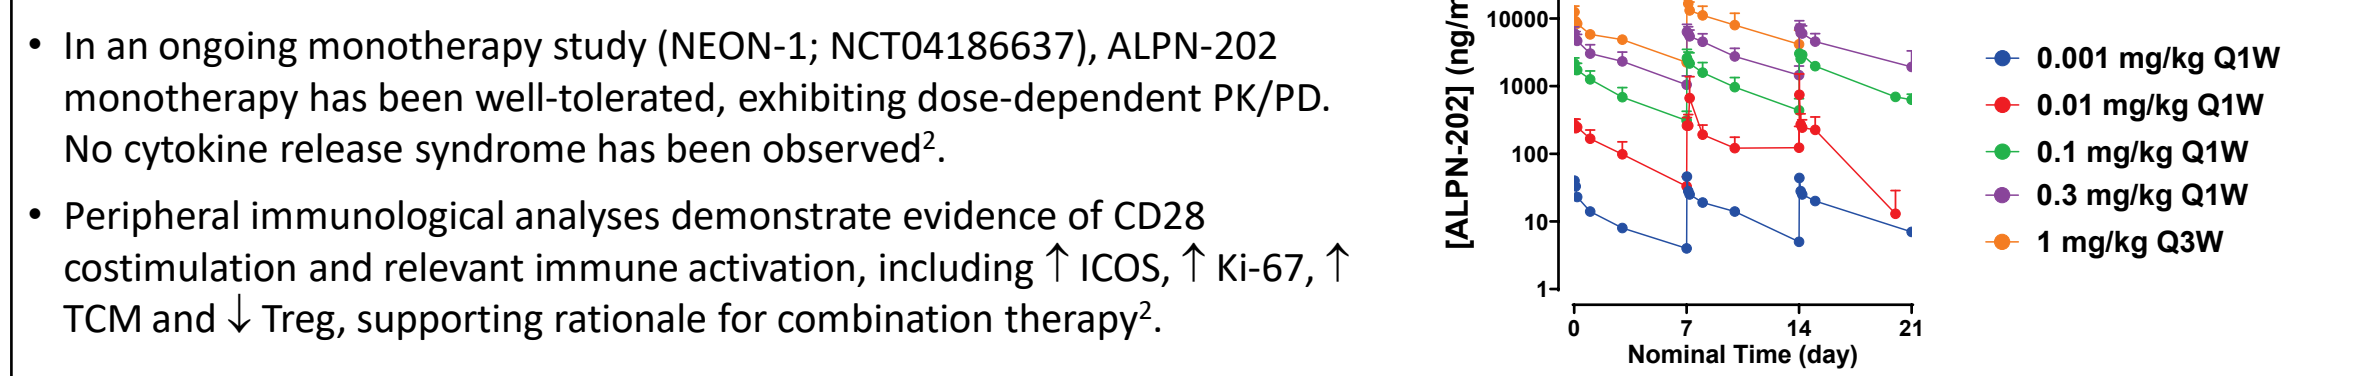 • In an ongoing monotherapy study (NEON-1; NCT04186637), ALPN-202
monotherapy has been well-tolerated, exhibiting dose-dependent PK/PD.
No cytokine release syndrome has been observed².
• Peripheral immunological analyses demonstrate evidence of CD28
costimulation and relevant immune activation, including ↑ ICOS, ↑ Ki-67, ↑
TCM and ↓ Treg, supporting rationale for combination therapy².
[ALPN-202]
10000
1000
100
10
1
0 7 14 21
Nominal Time (day)
0.001 mg/kg Q1W
0.01 mg/kg Q1W
0.1 mg/kg Q1W
0.3 mg/kg Q1W
1 mg/kg Q3W